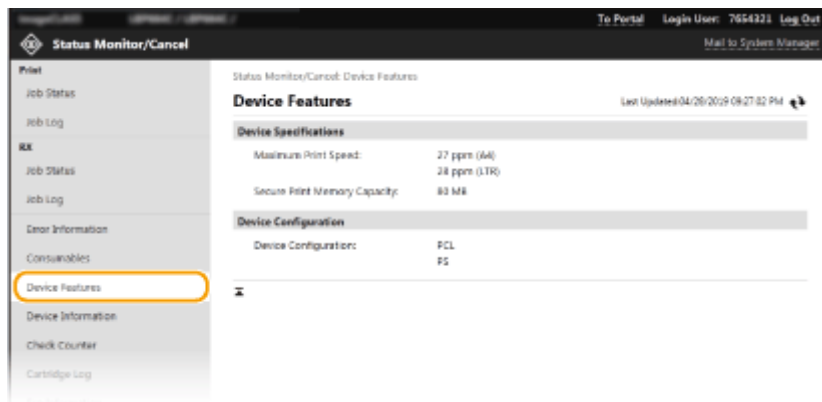 To Portal Login User: 7654321 Log Out
Status Monitor/Cancel
Mail to System Manager
Print
Job Status
Job Log
RX
Job Status
Job Log
Error Information
Consumables
Device Features
Device Information
Check Counter
Cartridge Log
Status Monitor/Cancel: Device Features
Device Features
Last Updated:04/28/2019 09:27:02 PM
Device Specifications
Maximum Print Speed: 27 ppm (A4)
28 ppm (LTR)
Secure Print Memory Capacity: 80 MB
Device Configuration
Device Configuration: PCL
PS